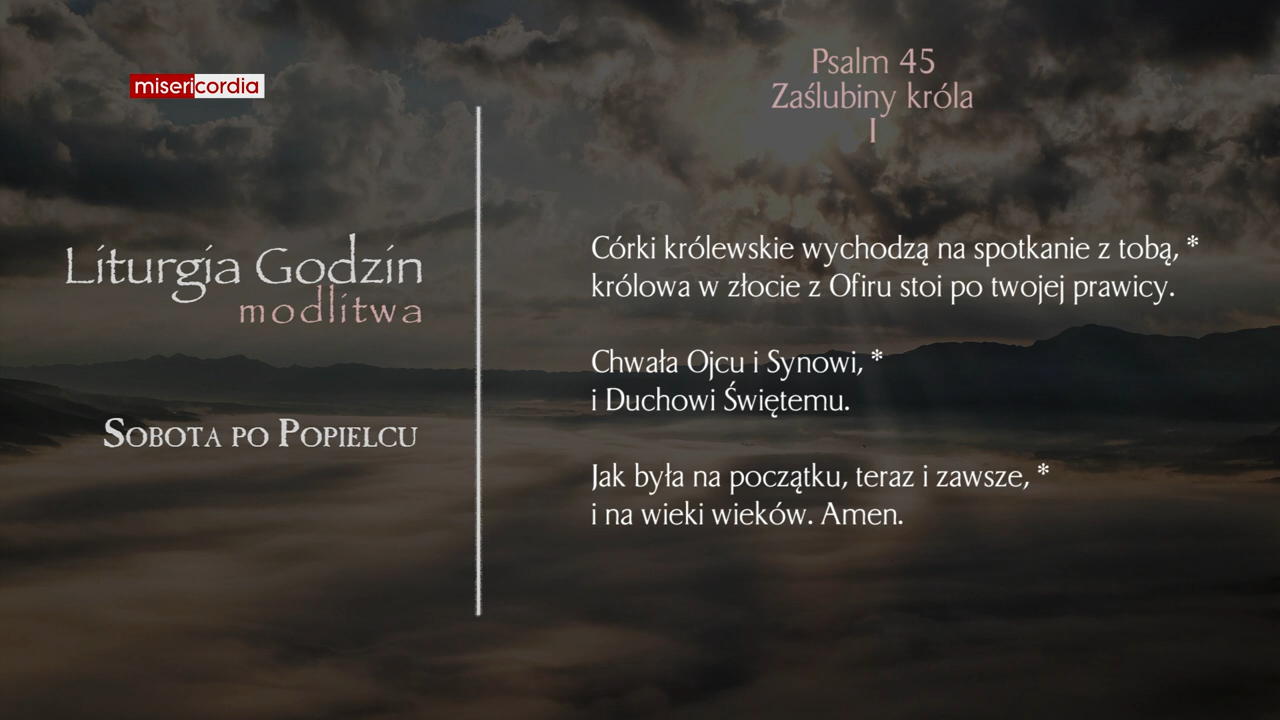 misericordia
Liturgia Godzin
modlitwa
Sobota po Popielcu
Psalm 45
Zaślubiny króla
I
Córki królewskie wychodzą na spotkanie z tobą, *
królowa w złocie z Ofiru stoi po twojej prawicy.
Chwała Ojcu i Synowi, *
i Duchowi Świętemu.
Jak była na początku, teraz i zawsze, *
i na wieki wieków. Amen.